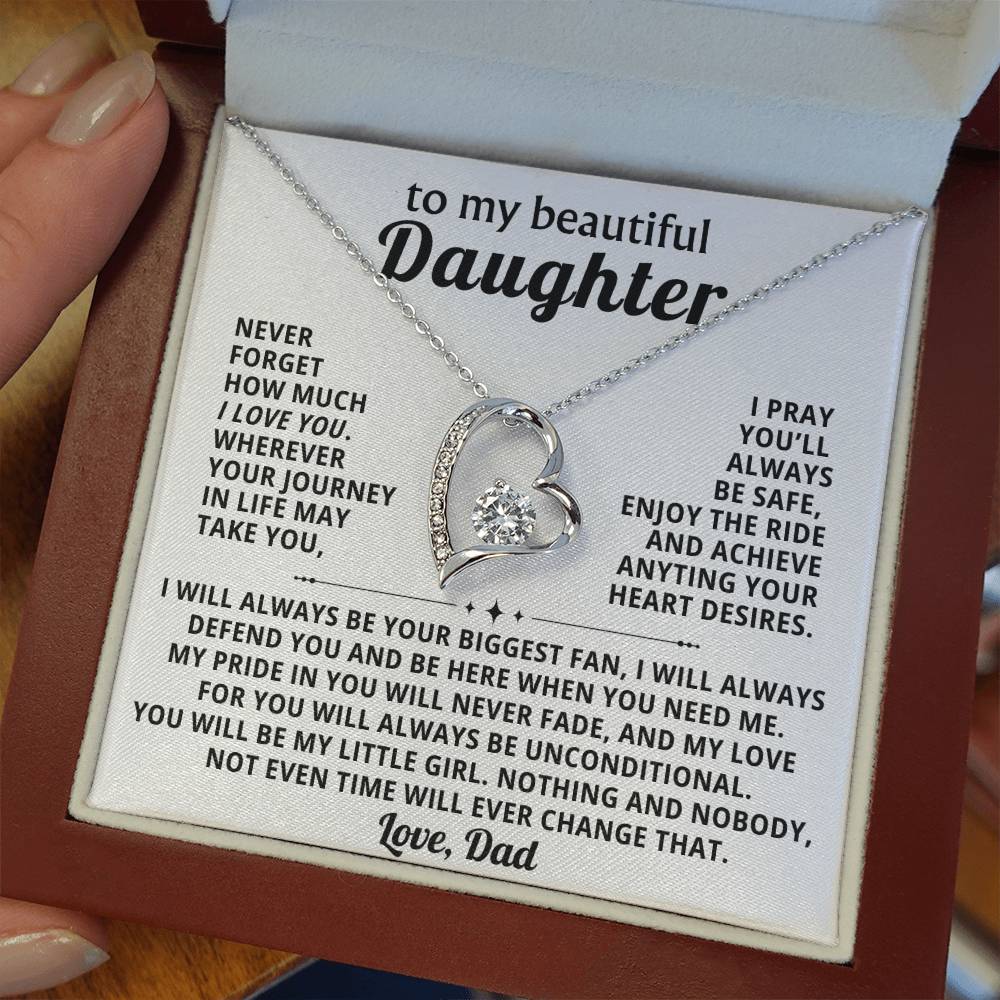 to my beautiful
Daughter
NEVER
FORGET
HOW MUCH
I LOVE YOU.
WHEREVER
YOUR JOURNEY
IN LIFE MAY
TAKE YOU,
I PRAY
YOU’LL
ALWAYS
BE SAFE,
ENJOY THE RIDE
AND ACHIEVE
ANYTING YOUR
HEART DESIRES.
I WILL ALWAYS BE YOUR BIGGEST FAN, I WILL ALWAYS
DEFEND YOU AND BE HERE WHEN YOU NEED ME.
MY PRIDE IN YOU WILL NEVER FADE, AND MY LOVE
FOR YOU WILL ALWAYS BE UNCONDITIONAL.
YOU WILL BE MY LITTLE GIRL. NOTHING AND NOBODY,
NOT EVEN TIME WILL EVER CHANGE THAT.
Love, Dad